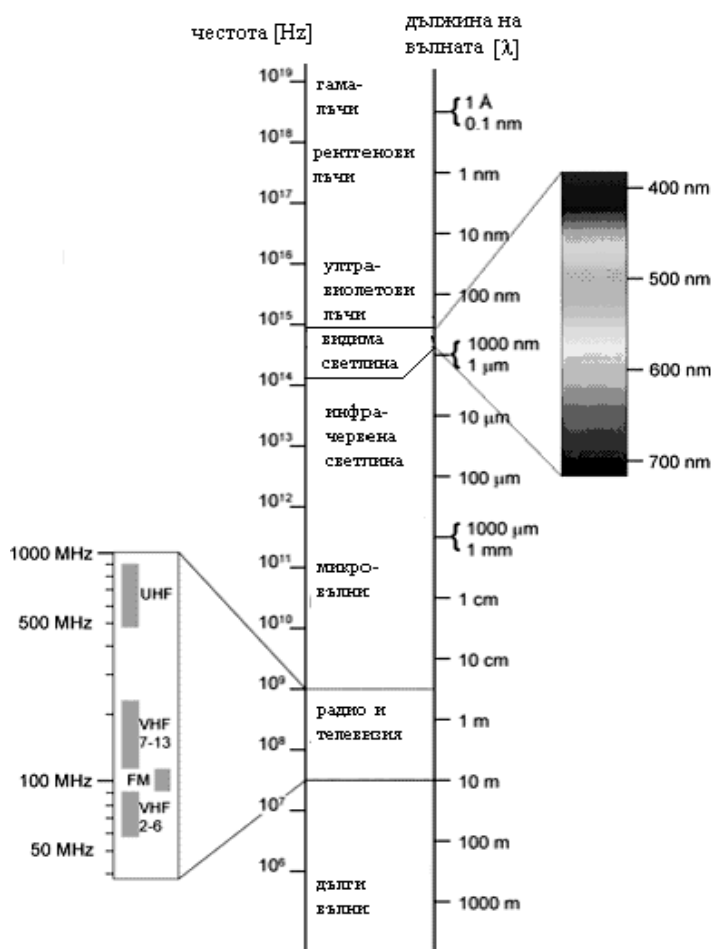 честота [Hz]
дължина на
вълната [λ]
10¹⁹
10¹⁸
10¹⁷
10¹⁶
10¹⁵
10¹⁴
10¹³
10¹²
10¹¹
10¹⁰
10⁹
10⁸
10⁷
10⁶
гама-
лъчи
рентгенови
лъчи
ултра-
виолетови
лъчи
видима
светлина
инфра-
червена
светлина
микро-
вълни
радио и
телевизия
дълги
вълни
1 Å
0.1 nm
1 nm
10 nm
100 nm
1000 nm
1 μm
10 μm
100 μm
1000 μm
1 mm
1 cm
10 cm
1 m
10 m
100 m
1000 m
400 nm
500 nm
600 nm
700 nm
1000 MHz
500 MHz
100 MHz
50 MHz
UHF
VHF
7-13
FM
VHF
2-6